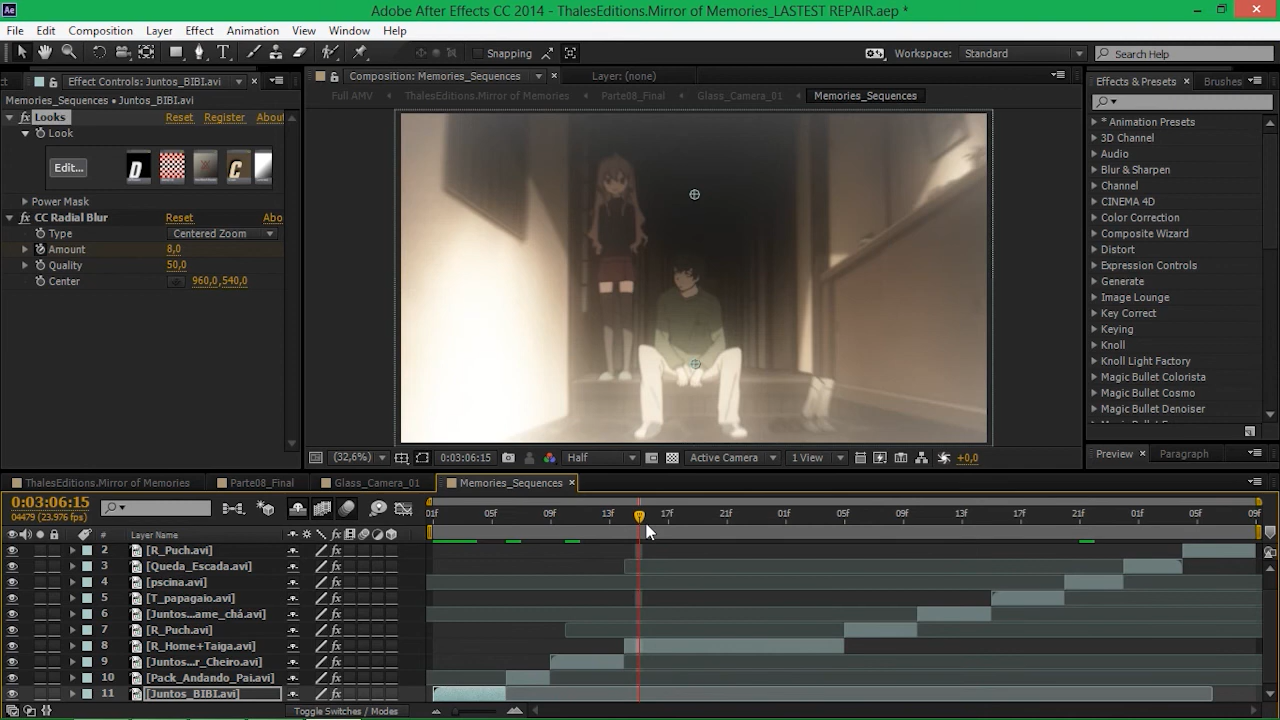 Ae Adobe After Effects CC 2014 - ThalesEditions.Mirror of Memories_LASTEST REPAIR.aep *
File Edit Composition Layer Effect Animation View Window Help
Snapping Workspace: Standard Search Help
Effect Controls: Juntos_BIBI.avi Composition: Memories_Sequences Layer: (none) Effects & Presets Brushes
Memories_Sequences • Juntos_BIBI.avi Full AMV ThalesEditions.Mirror of Memories Parte08_Final Glass_Camera_01 Memories_Sequences
fx Looks Reset Register About
Look
Edit...
Power Mask
fx CC Radial Blur Reset Abo
Type Centered Zoom
Amount 8,0
Quality 50,0
Center 960,0,540,0
* Animation Presets
3D Channel
Audio
Blur & Sharpen
Channel
CINEMA 4D
Color Correction
Composite Wizard
Distort
Expression Controls
Generate
Image Lounge
Key Correct
Keying
Knoll
Knoll Light Factory
Magic Bullet Colorista
Magic Bullet Cosmo
Magic Bullet Denoiser
(32,6%) 0:03:06:15 Half Active Camera 1 View +0,0
Preview Paragraph
ThalesEditions.Mirror of Memories Parte08_Final Glass_Camera_01 Memories_Sequences
0:03:06:15
04479 (23.976 fps)
01f 05f 09f 13f 17f 21f 01f 05f 09f 13f 17f 21f 01f 05f 09f
Layer Name
2 [R_Puch.avi]
3 [Queda_Escada.avi]
4 [pscina.avi]
5 [T_papagaio.avi]
6 [Juntos...ame_chá.avi]
7 [R_Puch.avi]
8 [R_Home+Taiga.avi]
9 [Juntos...r_Cheiro.avi]
10 [Pack_Andando_Pai.avi]
11 [Juntos_BIBI.avi]
Toggle Switches / Modes